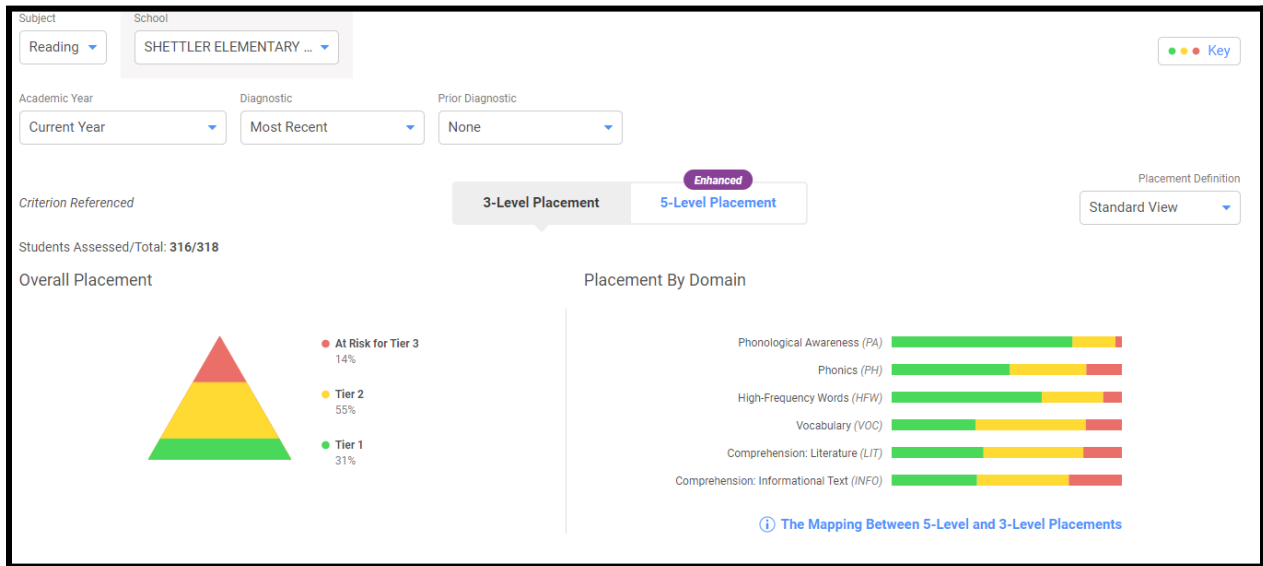 Subject
School
Reading
SHETTLER ELEMENTARY ...
Key
Academic Year
Diagnostic
Prior Diagnostic
Current Year
Most Recent
None
Enhanced
Placement Definition
Criterion Referenced
3-Level Placement
5-Level Placement
Standard View
Students Assessed/Total: 316/318
Overall Placement
At Risk for Tier 3
14%
Tier 2
55%
Tier 1
31%
Placement By Domain
Phonological Awareness (PA)
Phonics (PH)
High-Frequency Words (HFW)
Vocabulary (VOC)
Comprehension: Literature (LIT)
Comprehension: Informational Text (INFO)
The Mapping Between 5-Level and 3-Level Placements